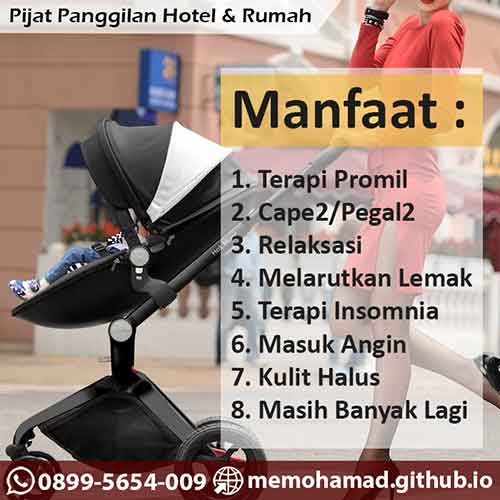 Pijat Panggilan Hotel & Rumah
Manfaat :
1. Terapi Promil
2. Cape2/Pegal2
3. Relaksasi
4. Melarutkan Lemak
5. Terapi Insomnia
6. Masuk Angin
7. Kulit Halus
8. Masih Banyak Lagi
0899-5654-009 memohamad.github.io